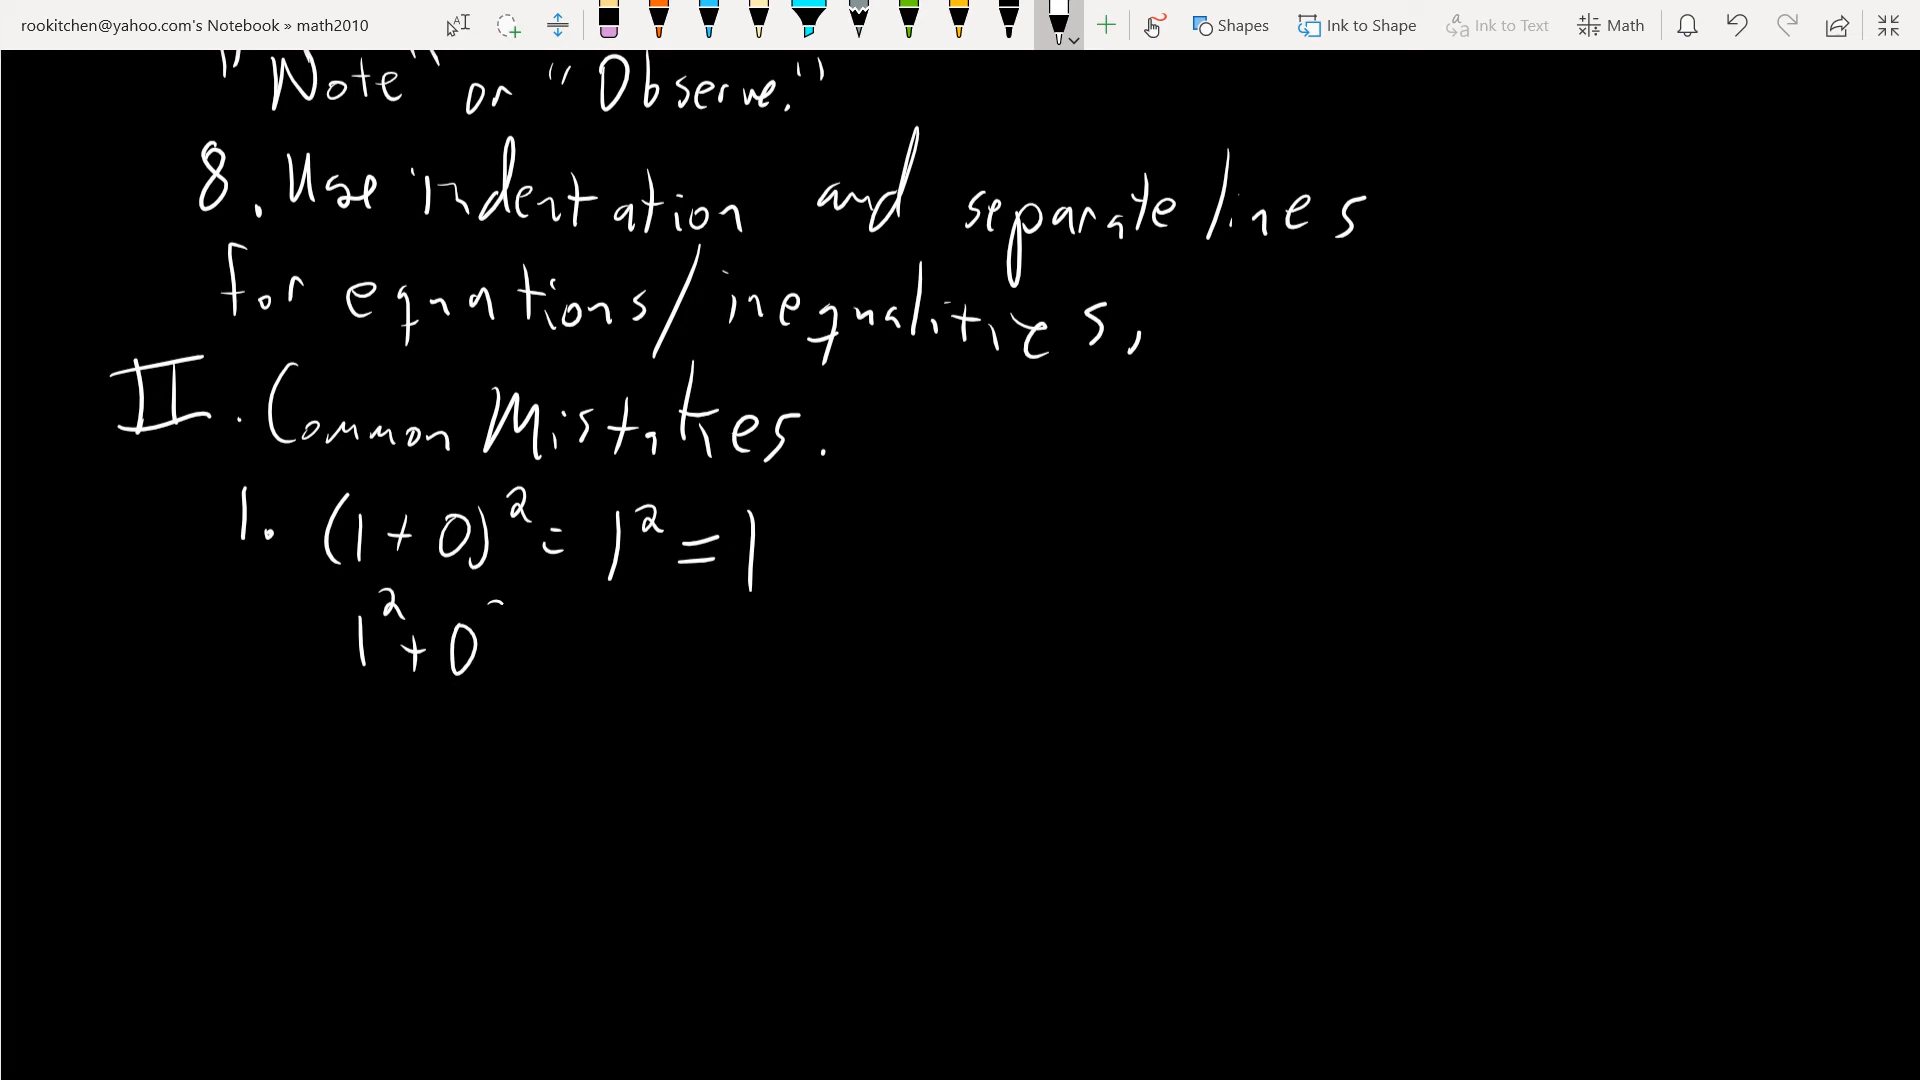 rookitchen@yahoo.com's Notebook » math2010 Shapes Ink to Shape Ink to Text Math
"Note" or "Observe."
8. Use indentation and separate lines
for equations/inequalities,
II. Common Mistakes.
1. (1+0)² = 1² = 1
1² + 0